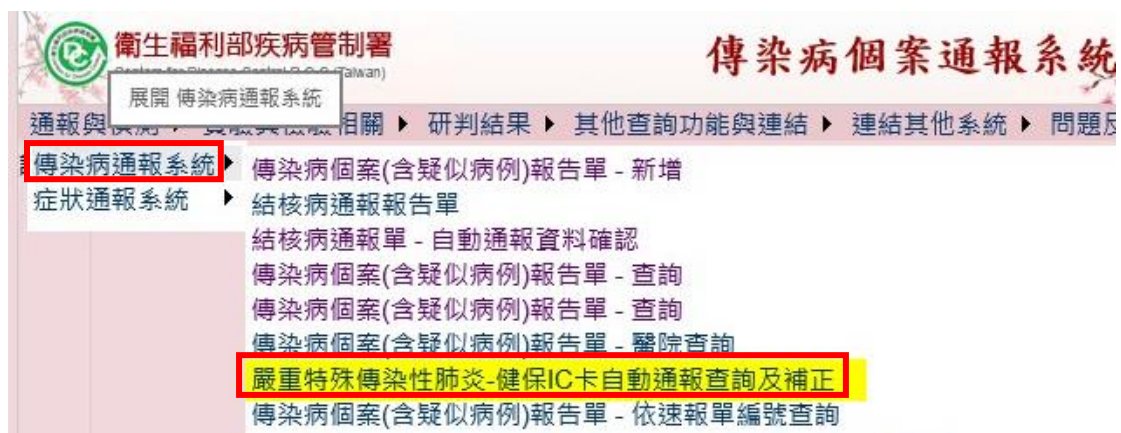 衛生福利部疾病管制署
傳染病個案通報系統
展開 傳染病通報系統
相關 ▶ 研判結果 ▶ 其他查詢功能與連結 ▶ 連結其他系統 ▶ 問題
傳染病通報系統 ▶
症狀通報系統 ▶
傳染病個案(含疑似病例)報告單 - 新增
結核病通報報告單
結核病通報單 - 自動通報資料確認
傳染病個案(含疑似病例)報告單 - 查詢
傳染病個案(含疑似病例)報告單 - 查詢
傳染病個案(含疑似病例)報告單 - 醫院查詢
嚴重特殊傳染性肺炎-健保IC卡自動通報查詢及補正
傳染病個案(含疑似病例)報告單 - 依速報單編號查詢